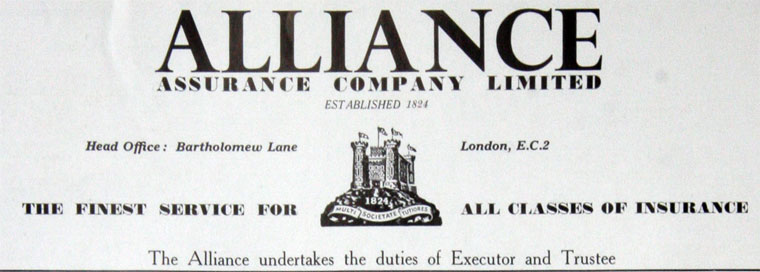 ALLIANCE
ASSURANCE COMPANY LIMITED
ESTABLISHED 1824
Head Office: Bartholomew Lane London, E.C.2
1824
MULTI SOCIETATE TUTIORES
THE FINEST SERVICE FOR ALL CLASSES OF INSURANCE
The Alliance undertakes the duties of Executor and Trustee